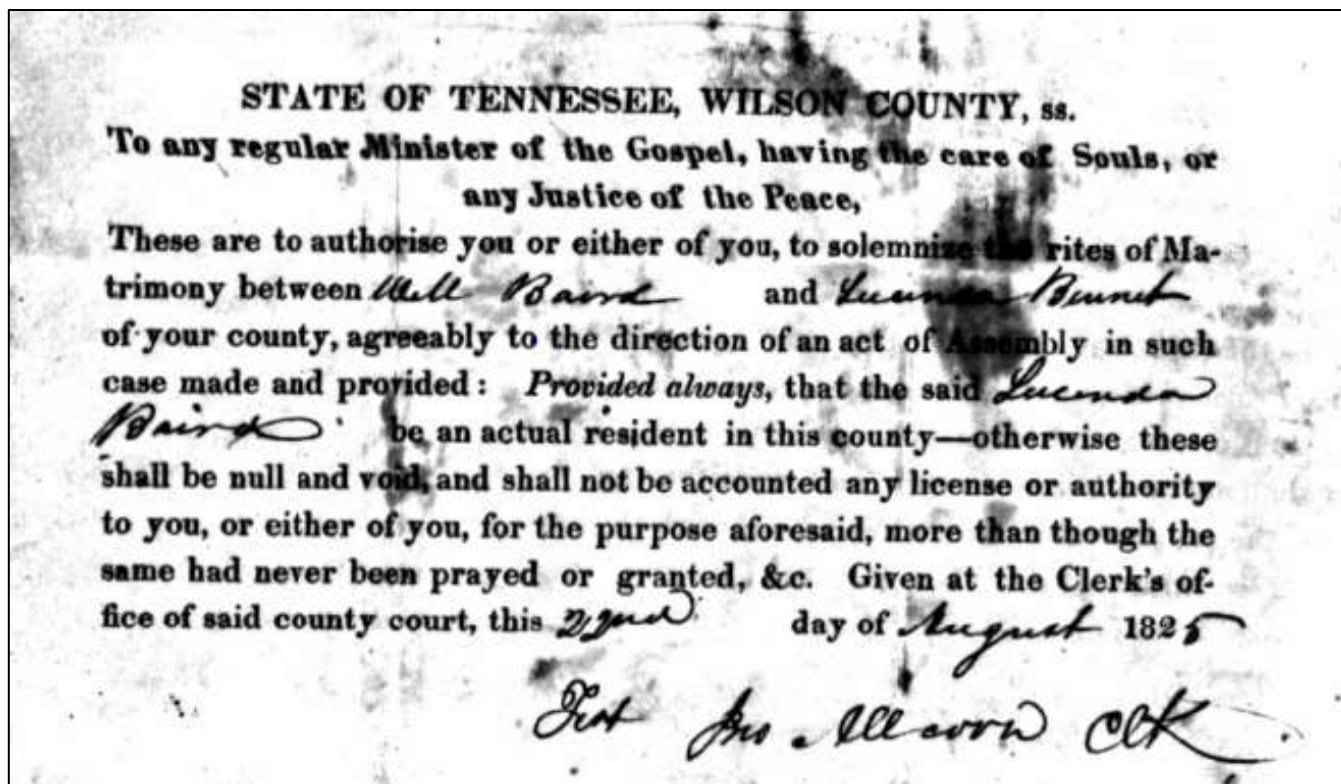 STATE OF TENNESSEE, WILSON COUNTY, ss.
To any regular Minister of the Gospel, having the care of Souls, or
any Justice of the Peace,
These are to authorise you or either of you, to solemnize the rites of Ma-
trimony between Baird and Lucinda Bennet
of your county, agreeably to the direction of an act of Assembly in such
case made and provided: Provided always, that the said Lucinda
Baird be an actual resident in this county—otherwise these
shall be null and void, and shall not be accounted any license or authority
to you, or either of you, for the purpose aforesaid, more than though the
same had never been prayed or granted, &c. Given at the Clerk's of-
fice of said county court, this 22nd day of August 1825
Test Jno Allcorn Clk